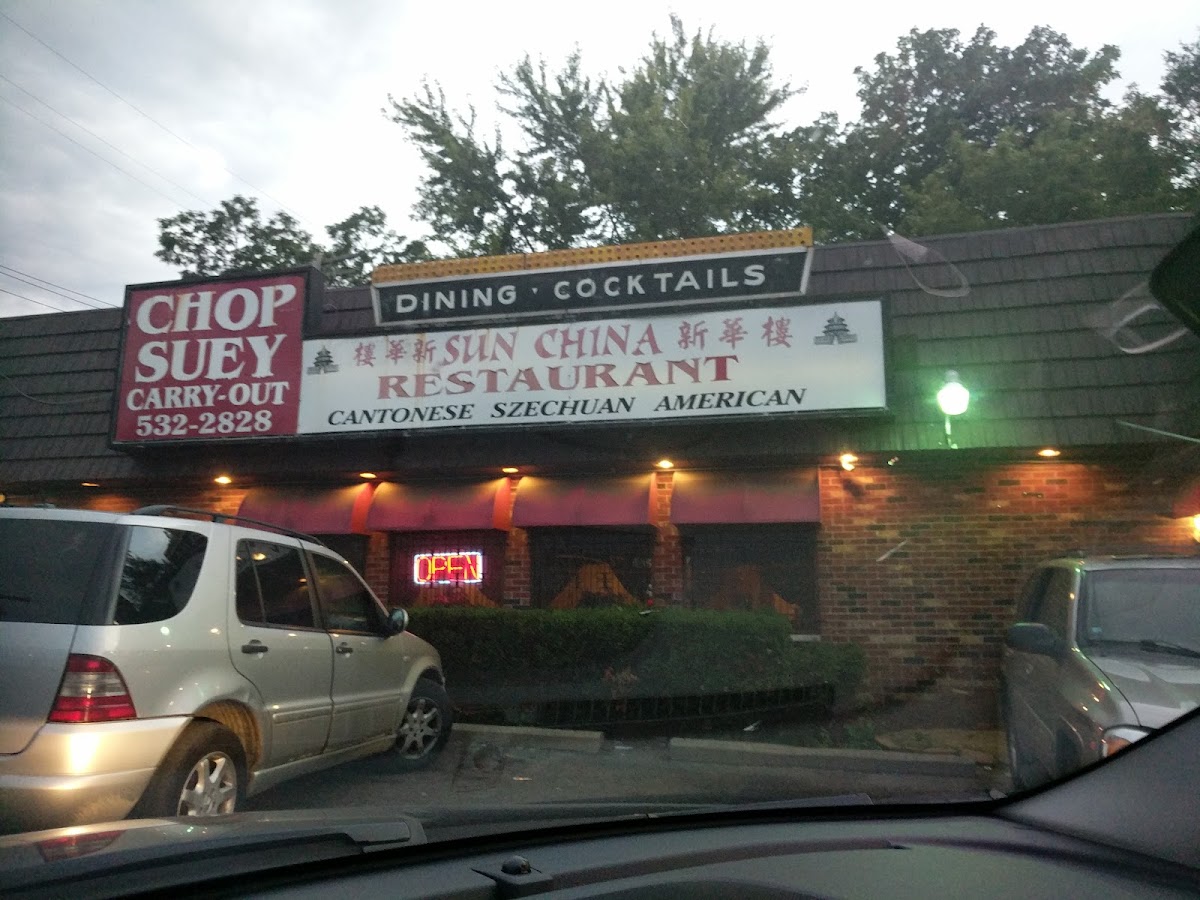 DINING · COCKTAILS
CHOP
SUEY
CARRY-OUT
532-2828
樓華新 SUN CHINA 新華樓
RESTAURANT
CANTONESE SZECHUAN AMERICAN
OPEN